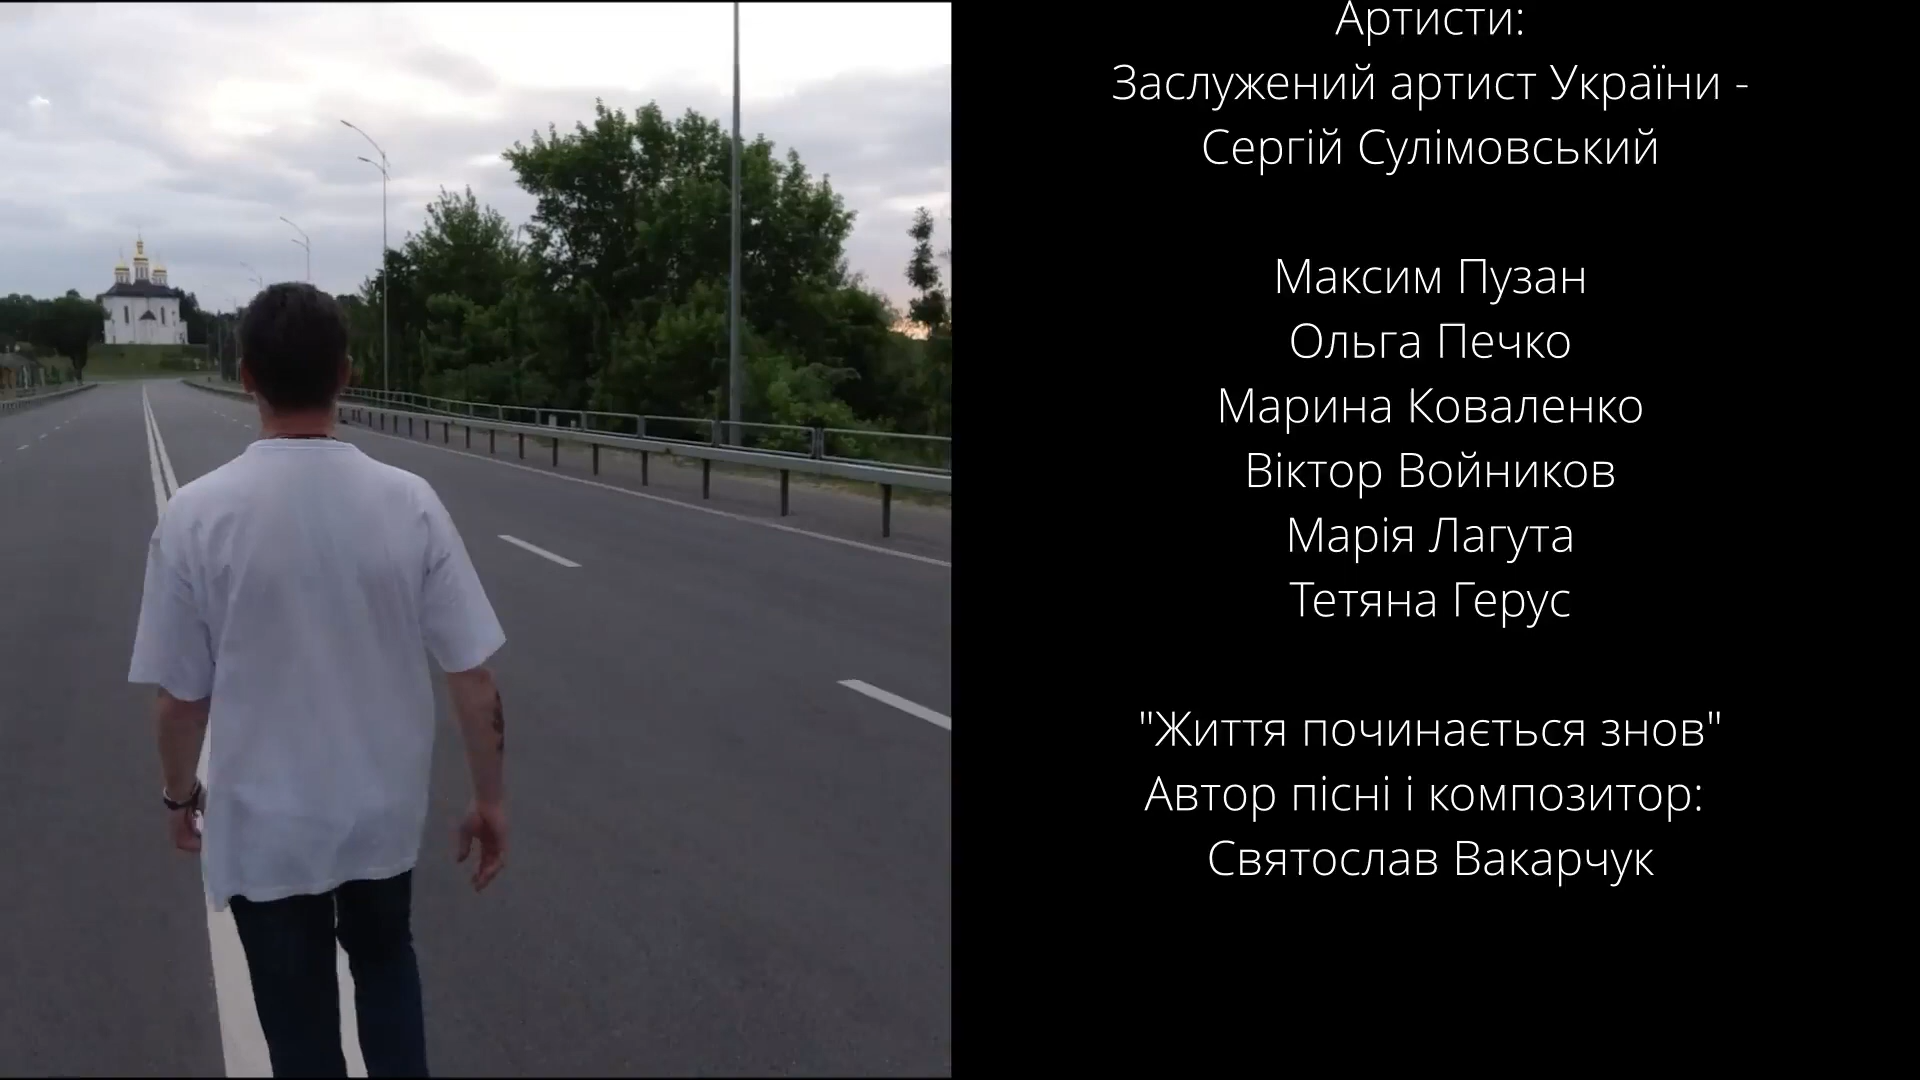 Артисти:
Заслужений артист України -
Сергій Сулімовський
Максим Пузан
Ольга Печко
Марина Коваленко
Віктор Войников
Марія Лагута
Тетяна Герус
"Життя починається знов"
Автор пісні і композитор:
Святослав Вакарчук